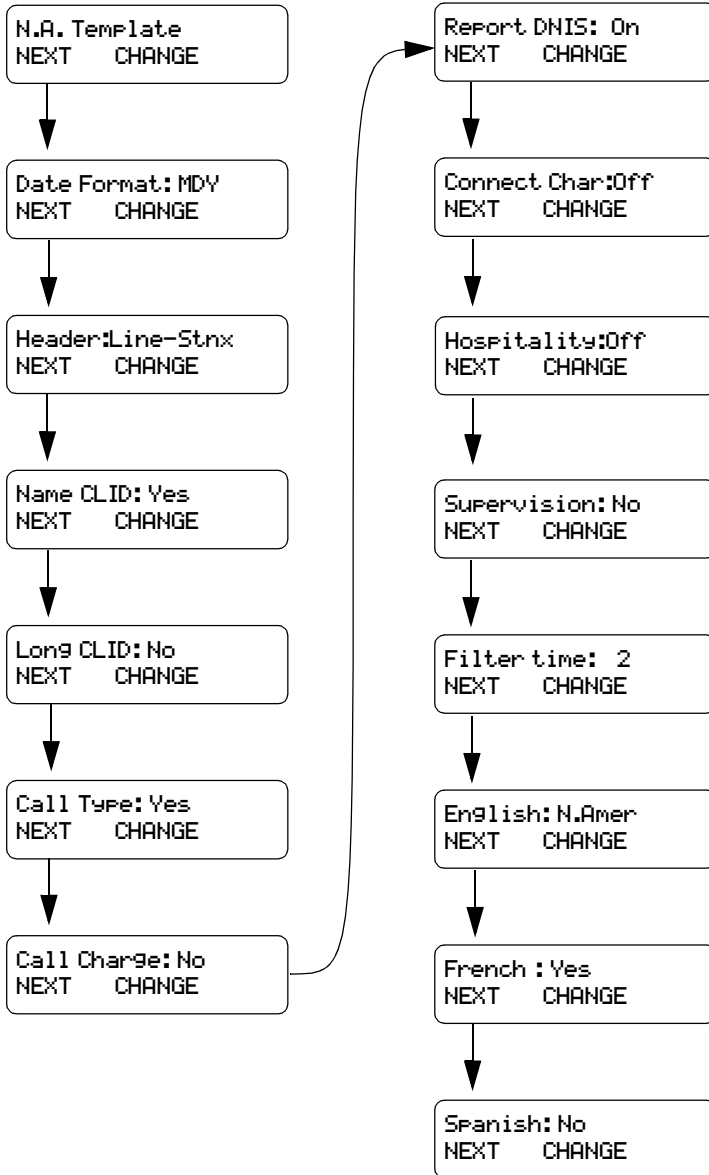 N.A. Template
NEXT CHANGE
Date Format: MDY
NEXT CHANGE
Header:Line-Stnx
NEXT CHANGE
Name CLID: Yes
NEXT CHANGE
Long CLID: No
NEXT CHANGE
Call Type: Yes
NEXT CHANGE
Call Charge: No
NEXT CHANGE
Report DNIS: On
NEXT CHANGE
Connect Char:Off
NEXT CHANGE
Hospitality:Off
NEXT CHANGE
Supervision: No
NEXT CHANGE
Filter time: 2
NEXT CHANGE
English: N.Amer
NEXT CHANGE
French : Yes
NEXT CHANGE
Spanish: No
NEXT CHANGE